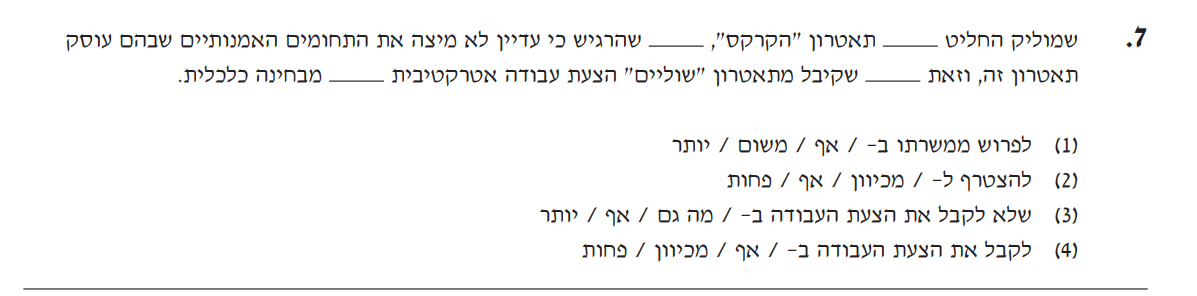 7. שמוליק החליט _____ תאטרון "הקרקס", _____ שהרגיש כי עדיין לא מיצה את התחומים האמנותיים שבהם עוסק
תאטרון זה, וזאת _____ שקיבל מתאטרון "שוליים" הצעת עבודה אטרקטיבית _____ מבחינה כלכלית.
(1) לפרוש ממשרתו ב- / אף / משום / יותר
(2) להצטרף ל- / מכיוון / אף / פחות
(3) שלא לקבל את הצעת העבודה ב- / מה גם / אף / יותר
(4) לקבל את הצעת העבודה ב- / אף / מכיוון / פחות